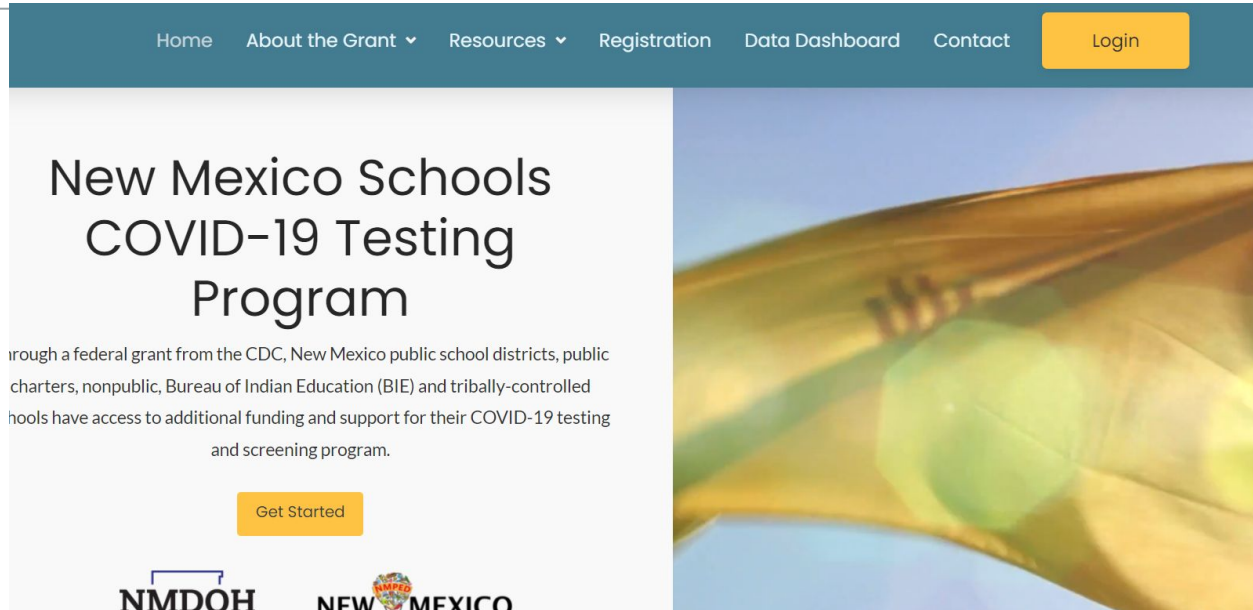 Home About the Grant Resources Registration Data Dashboard Contact Login
New Mexico Schools
COVID-19 Testing
Program
hrough a federal grant from the CDC, New Mexico public school districts, public
charters, nonpublic, Bureau of Indian Education (BIE) and tribally-controlled
hools have access to additional funding and support for their COVID-19 testing
and screening program.
Get Started
NMDOH
NMPED
NEW MEXICO